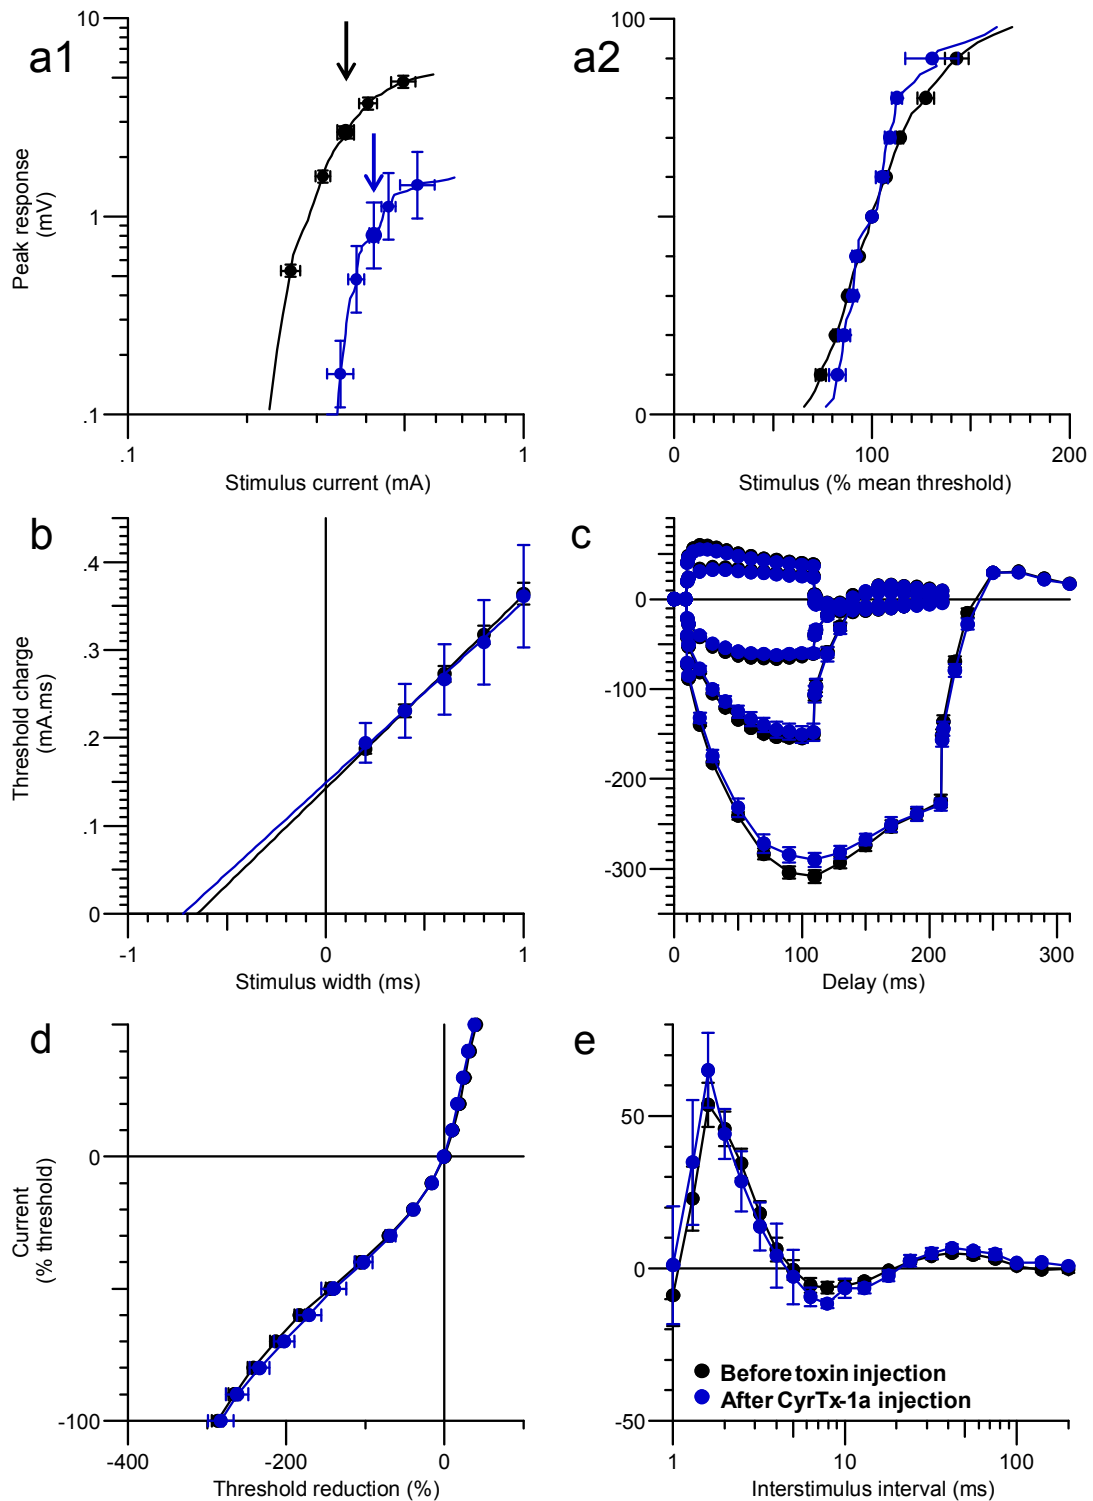 a1
10
1
.1
.1
1
Peak response
(mV)
Stimulus current (mA)
a2
100
0
0
100
200
Stimulus (% mean threshold)
b
.4
.3
.2
.1
0
-1
0
1
Threshold charge
(mA.ms)
Stimulus width (ms)
c
0
-100
-200
-300
0
100
200
300
Delay (ms)
d
0
-100
-400
-200
0
Current
(% threshold)
Threshold reduction (%)
e
50
0
-50
1
10
100
Before toxin injection
After CyrTx-1a injection
Interstimulus interval (ms)